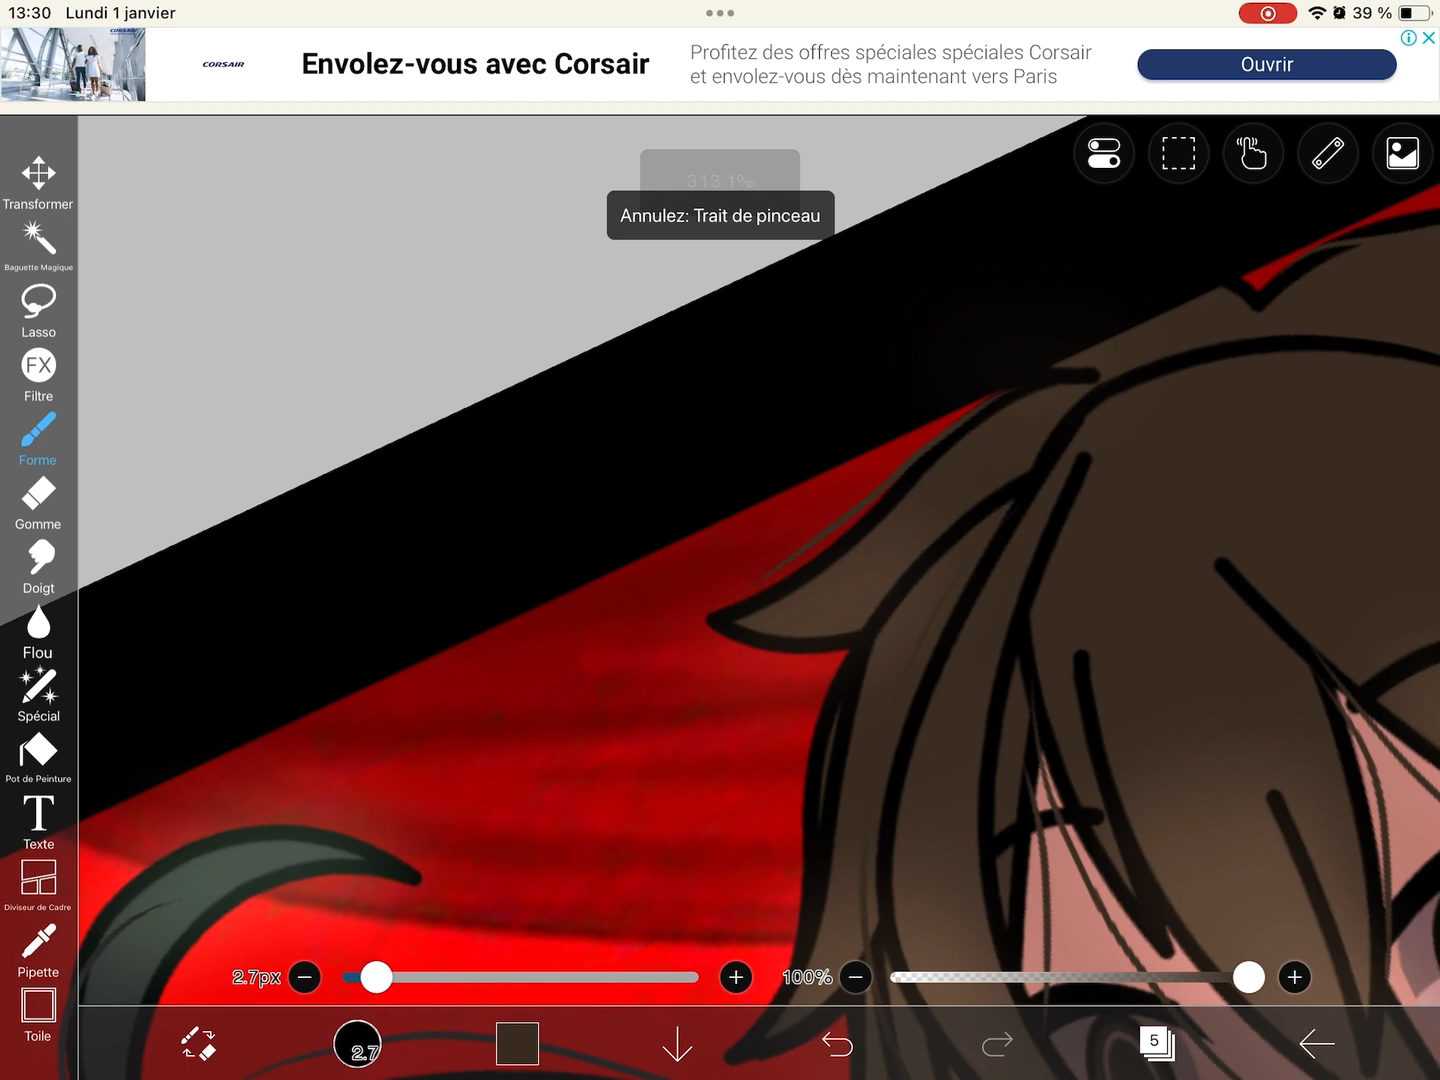 13:30 Lundi 1 janvier
39 %
CORSAIR
CORSAIR
Envolez-vous avec Corsair
Profitez des offres spéciales spéciales Corsair
et envolez-vous dès maintenant vers Paris
Ouvrir
313.1%
Annulez: Trait de pinceau
Transformer
Baguette Magique
Lasso
FX
Filtre
Forme
Gomme
Doigt
Flou
Spécial
Pot de Peinture
T
Texte
Diviseur de Cadre
Pipette
Toile
2.7px
100%
2.7
5